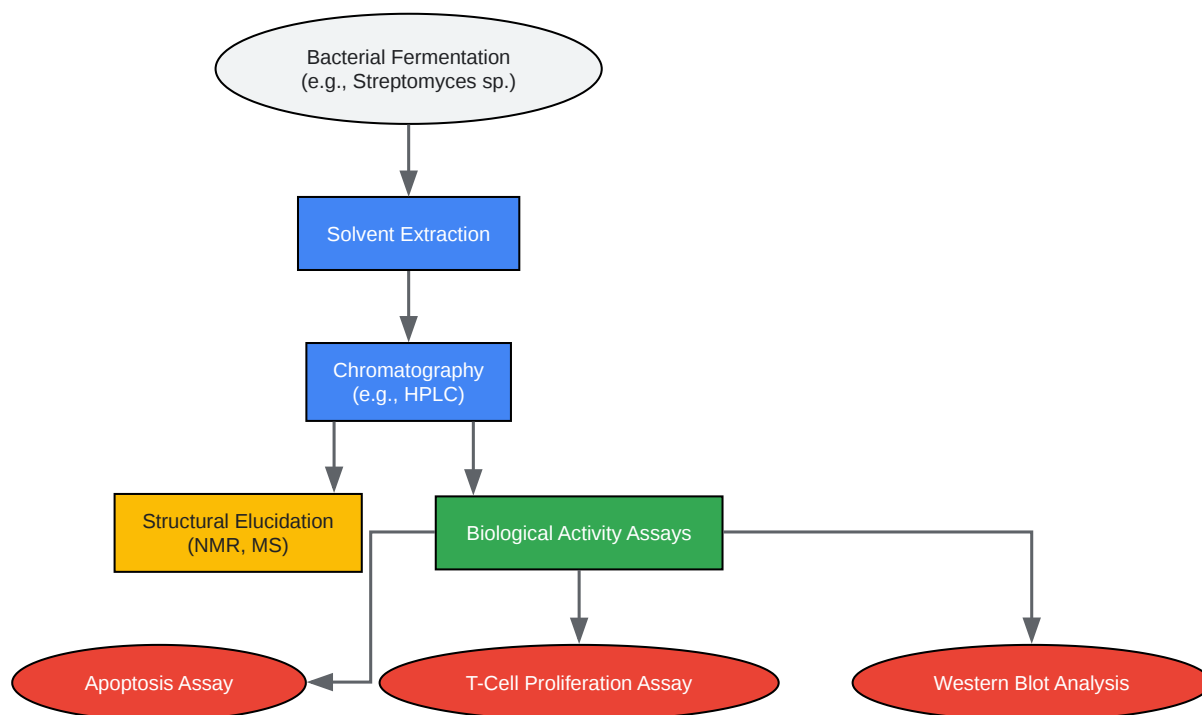 Bacterial Fermentation
(e.g., Streptomyces sp.)
Solvent Extraction
Chromatography
(e.g., HPLC)
Structural Elucidation
(NMR, MS)
Biological Activity Assays
Apoptosis Assay
T-Cell Proliferation Assay
Western Blot Analysis